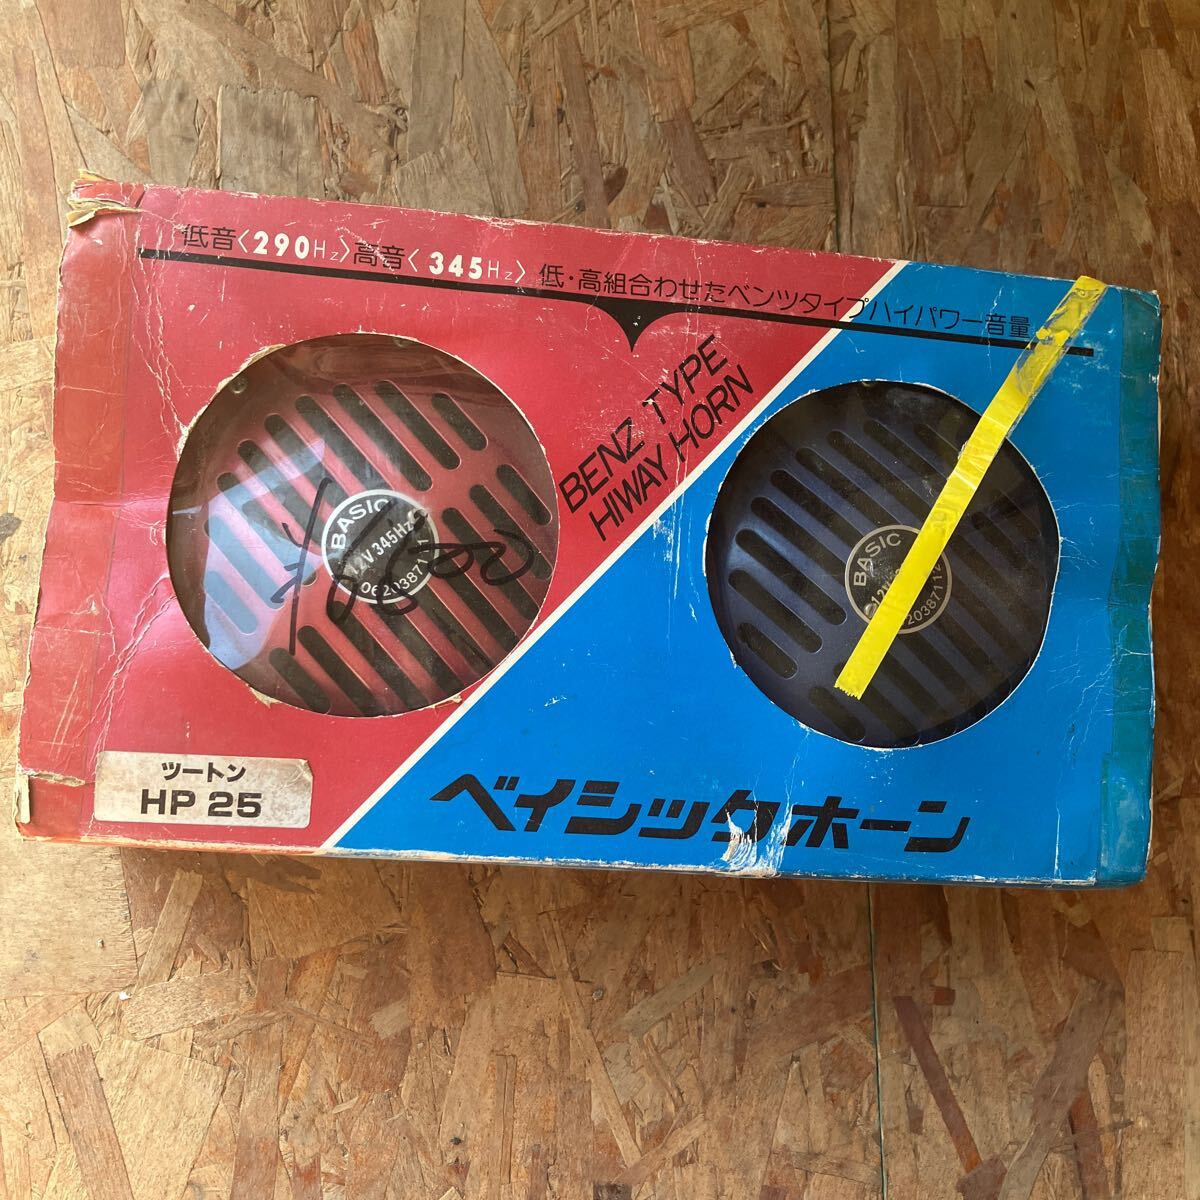 低音〈290Hz〉高音〈345Hz〉低・高組合わせたベンツタイプハイパワー音量
BENZ TYPE
HIWAY HORN
BASIC
12V 345Hz
BASIC
12V
ツートン
HP 25
ベイシックホーン